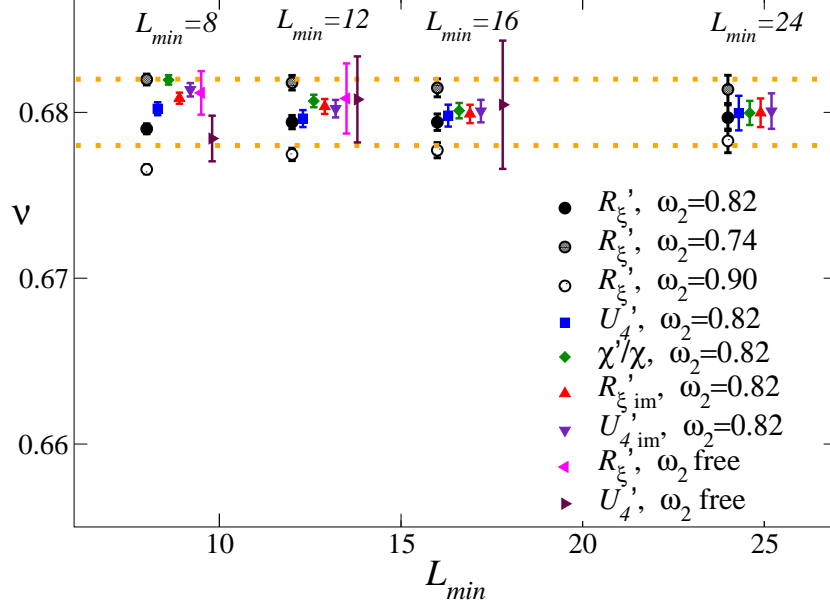 L_min=8 L_min=12 L_min=16 L_min=24
0.68
0.67
0.66
ν
10 15 20 25
L_min
R_ξ', ω_2=0.82
R_ξ', ω_2=0.74
R_ξ', ω_2=0.90
U_4', ω_2=0.82
χ'/χ, ω_2=0.82
R_ξ'im, ω_2=0.82
U_4'im, ω_2=0.82
R_ξ', ω_2 free
U_4', ω_2 free